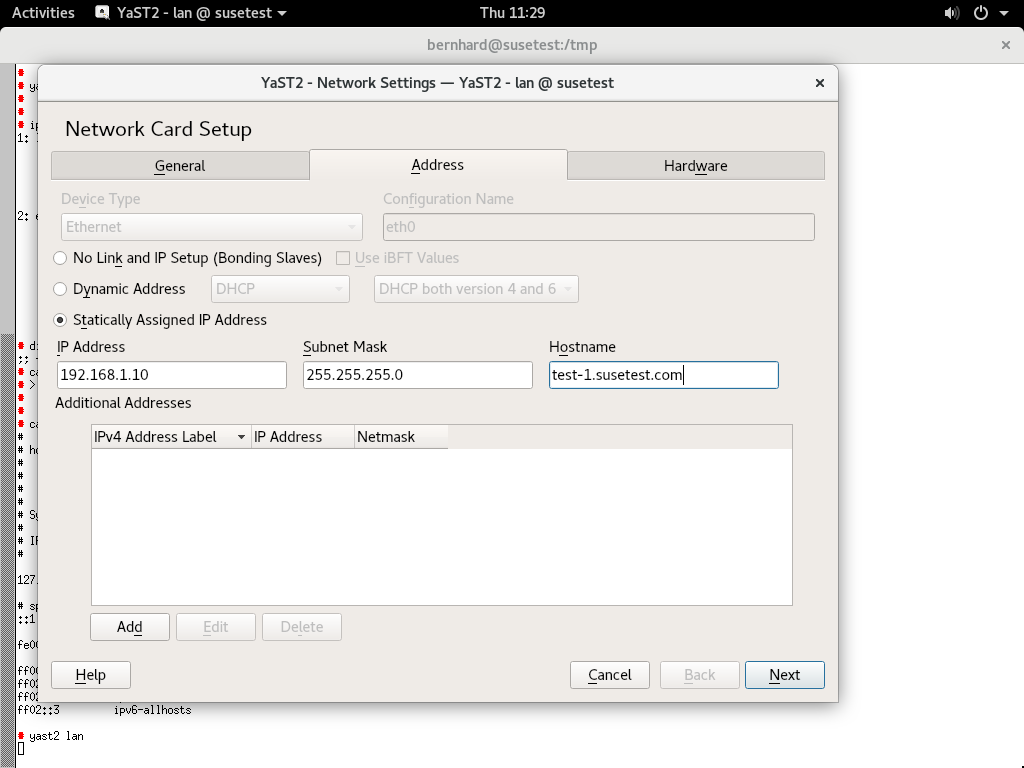 Activities YaST2 - lan @ susetest Thu 11:29
bernhard@susetest:/tmp
YaST2 - Network Settings — YaST2 - lan @ susetest
Network Card Setup
General Address Hardware
Device Type Configuration Name
Ethernet eth0
No Link and IP Setup (Bonding Slaves) Use iBFT Values
Dynamic Address DHCP DHCP both version 4 and 6
Statically Assigned IP Address
IP Address Subnet Mask Hostname
192.168.1.10 255.255.255.0 test-1.susetest.com
Additional Addresses
IPv4 Address Label IP Address Netmask
Add Edit Delete
Help Cancel Back Next
1:
2:
#
#
#
#
#
#
#
127.
#
::1
ff02::3 ipv6-allhosts
# yast2 lan